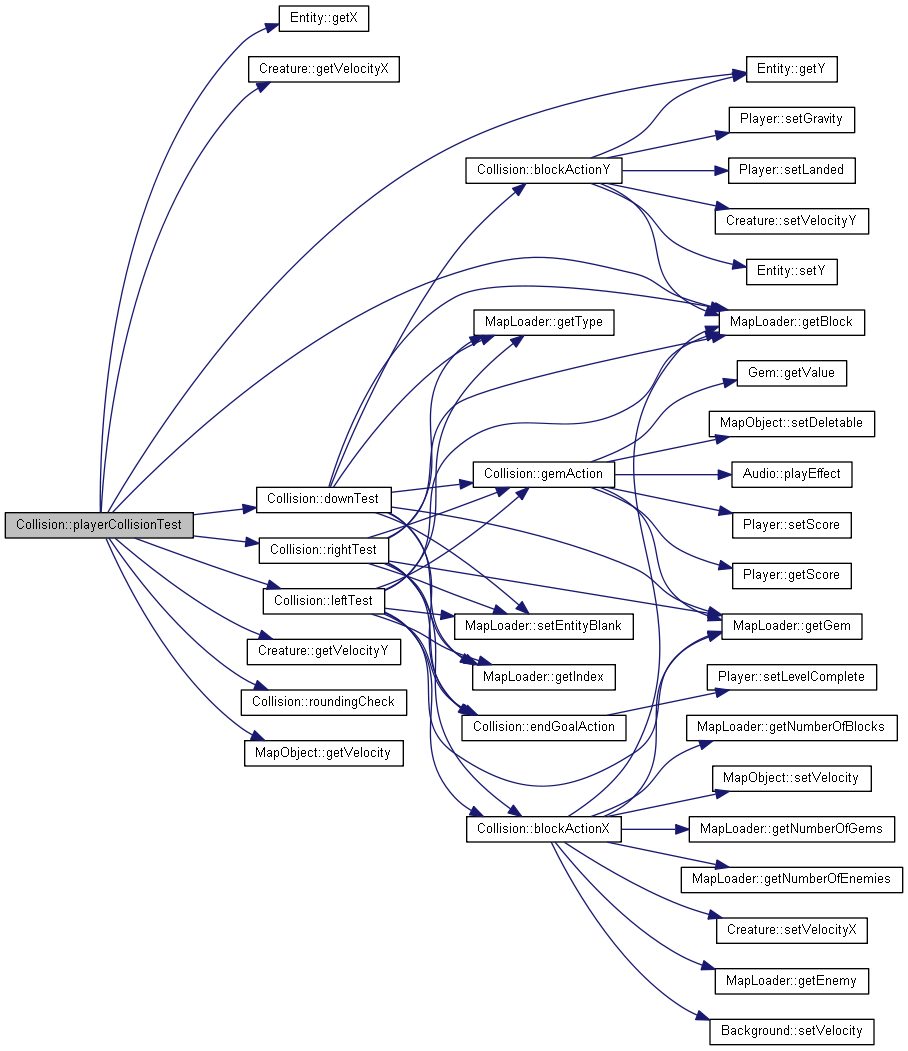 Entity::getX
Creature::getVelocityX
Entity::getY
Player::setGravity
Collision::blockActionY
Player::setLanded
Creature::setVelocityY
Entity::setY
MapLoader::getType
MapLoader::getBlock
Gem::getValue
MapObject::setDeletable
Collision::gemAction
Audio::playEffect
Collision::downTest
Player::setScore
Collision::playerCollisionTest
Collision::rightTest
Player::getScore
Collision::leftTest
MapLoader::setEntityBlank
MapLoader::getGem
Creature::getVelocityY
MapLoader::getIndex
Player::setLevelComplete
Collision::roundingCheck
Collision::endGoalAction
MapLoader::getNumberOfBlocks
MapObject::getVelocity
MapObject::setVelocity
Collision::blockActionX
MapLoader::getNumberOfGems
MapLoader::getNumberOfEnemies
Creature::setVelocityX
MapLoader::getEnemy
Background::setVelocity